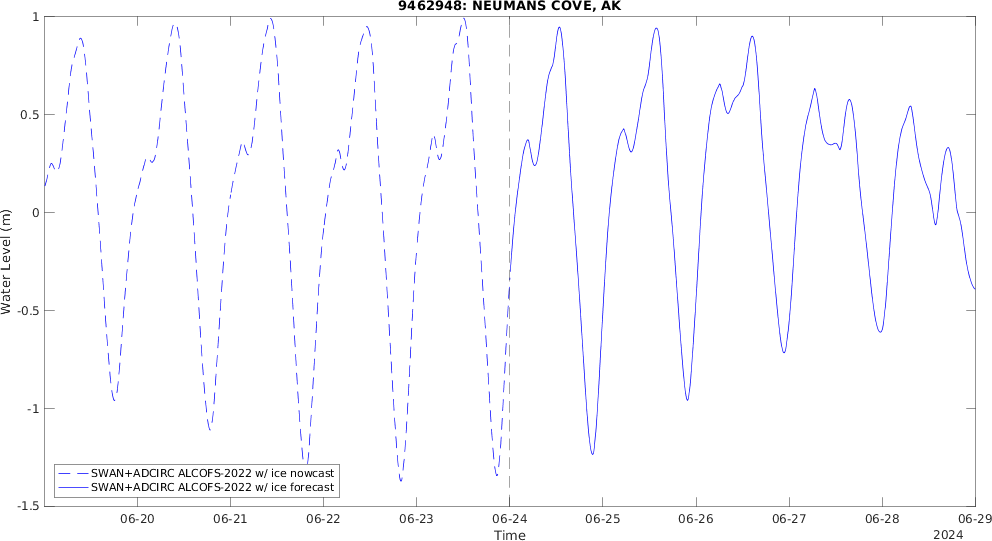 9462948: NEUMANS COVE, AK
1
0.5
0
-0.5
-1
-1.5
Water Level (m)
SWAN+ADCIRC ALCOFS-2022 w/ ice nowcast
SWAN+ADCIRC ALCOFS-2022 w/ ice forecast
06-20 06-21 06-22 06-23 06-24 06-25 06-26 06-27 06-28 06-29
Time
2024